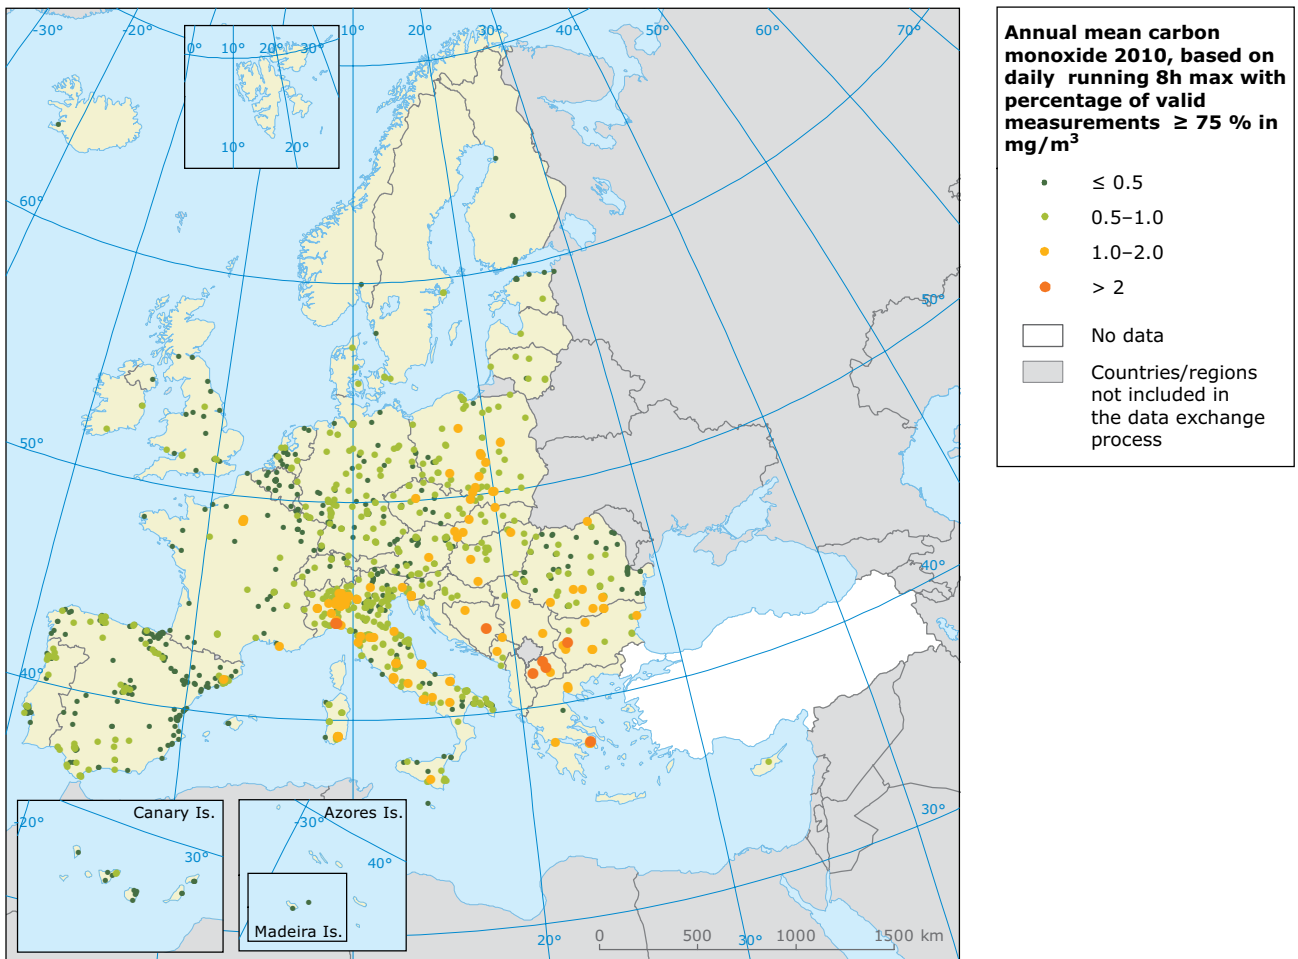 -30°
-20°
-10°
0°
10°
20°
30°
40°
50°
60°
70°
0°
10°
20°
30°
10°
20°
60°
50°
50°
40°
40°
30°
Canary Is.
-20°
30°
Azores Is.
-30°
40°
Madeira Is.
20°
30°
0
500
1000
1500 km
Annual mean carbon
monoxide 2010, based on
daily running 8h max with
percentage of valid
measurements ≥ 75 % in
mg/m³
≤ 0.5
0.5–1.0
1.0–2.0
> 2
No data
Countries/regions
not included in
the data exchange
process